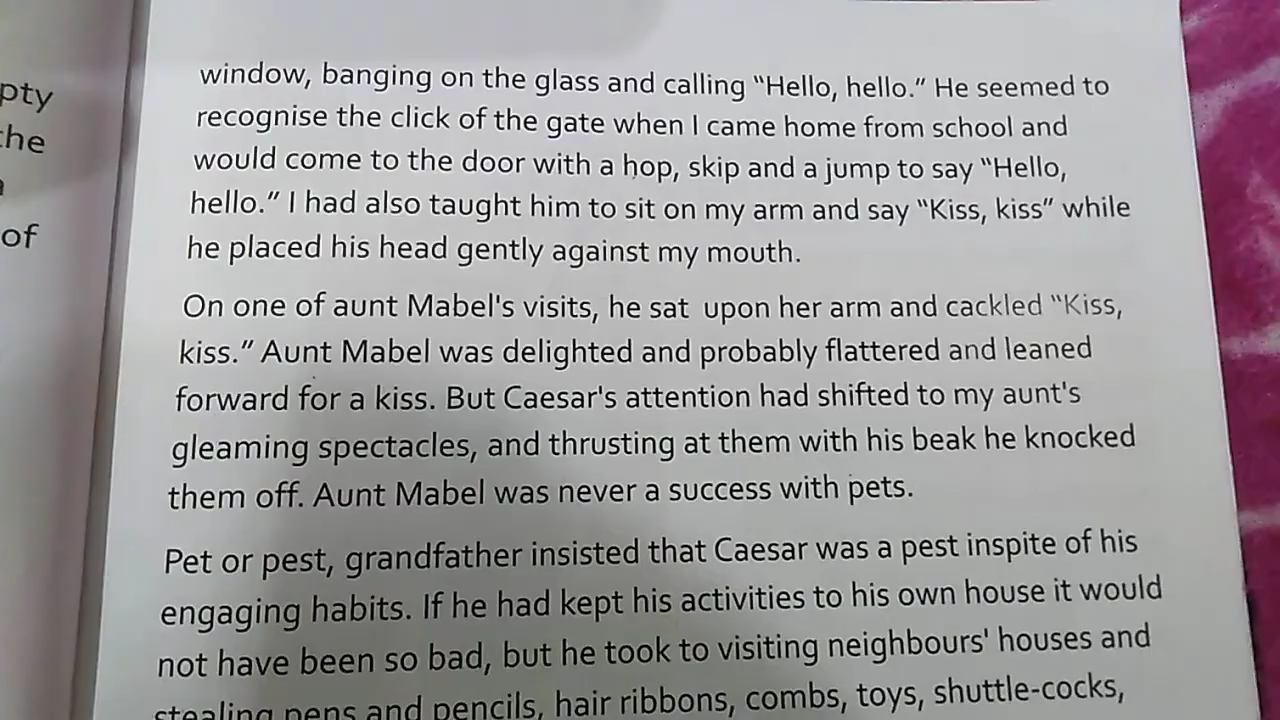 pty
the
of
window, banging on the glass and calling “Hello, hello.” He seemed to
recognise the click of the gate when I came home from school and
would come to the door with a hop, skip and a jump to say “Hello,
hello.” I had also taught him to sit on my arm and say “Kiss, kiss” while
he placed his head gently against my mouth.
On one of aunt Mabel's visits, he sat upon her arm and cackled “Kiss,
kiss.” Aunt Mabel was delighted and probably flattered and leaned
forward for a kiss. But Caesar's attention had shifted to my aunt's
gleaming spectacles, and thrusting at them with his beak he knocked
them off. Aunt Mabel was never a success with pets.
Pet or pest, grandfather insisted that Caesar was a pest inspite of his
engaging habits. If he had kept his activities to his own house it would
not have been so bad, but he took to visiting neighbours' houses and
stealing pens and pencils, hair ribbons, combs, toys, shuttle-cocks,